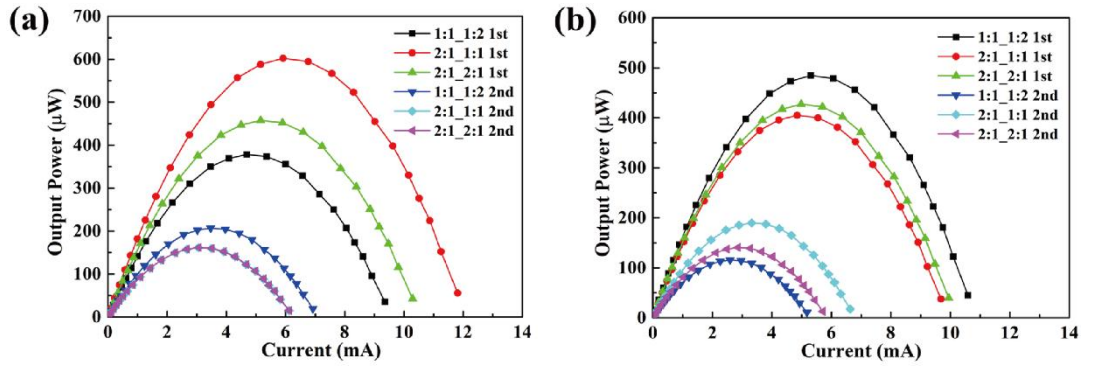 (a)
700
600
500
400
300
200
100
0
Output Power (μW)
0 2 4 6 8 10 12 14
Current (mA)
1:1_1:2 1st
2:1_1:1 1st
2:1_2:1 1st
1:1_1:2 2nd
2:1_1:1 2nd
2:1_2:1 2nd
(b)
600
500
400
300
200
100
0
Output Power (μW)
0 2 4 6 8 10 12 14
Current (mA)
1:1_1:2 1st
2:1_1:1 1st
2:1_2:1 1st
1:1_1:2 2nd
2:1_1:1 2nd
2:1_2:1 2nd